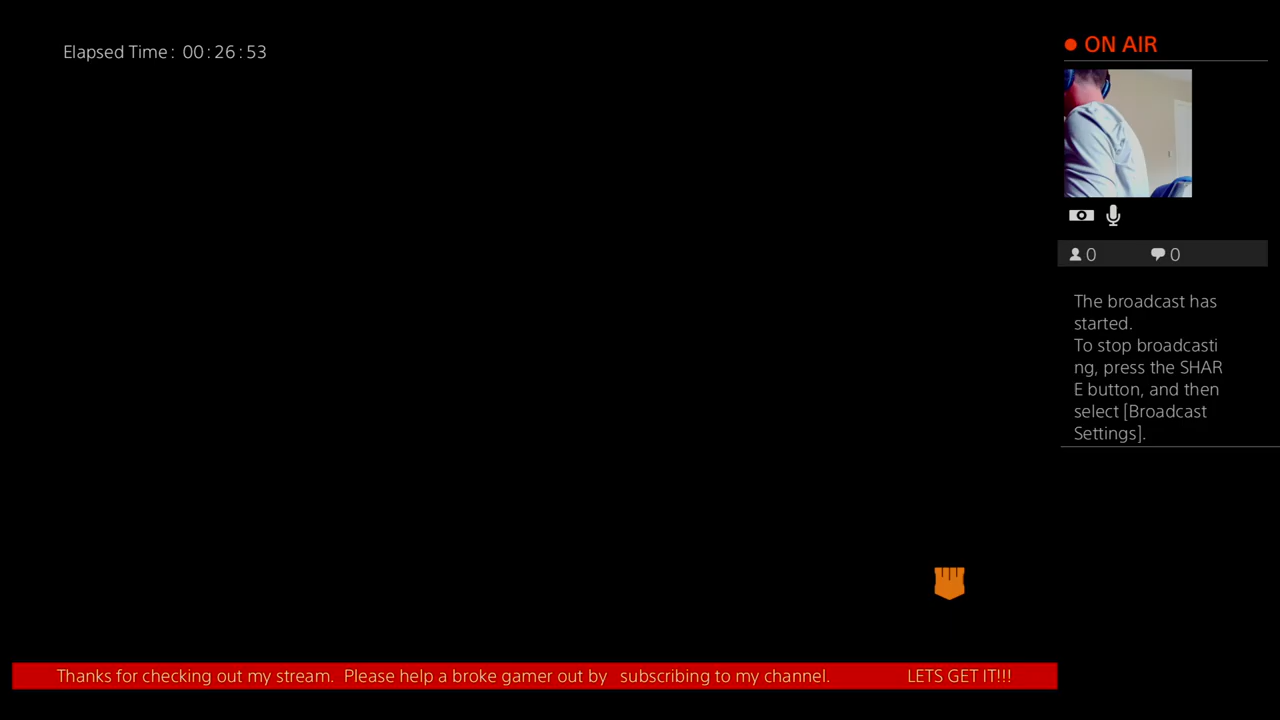 Elapsed Time: 00:26:53
ON AIR
0 0
The broadcast has
started.
To stop broadcasti
ng, press the SHAR
E button, and then
select [Broadcast
Settings].
Thanks for checking out my stream. Please help a broke gamer out by subscribing to my channel. LETS GET IT!!!